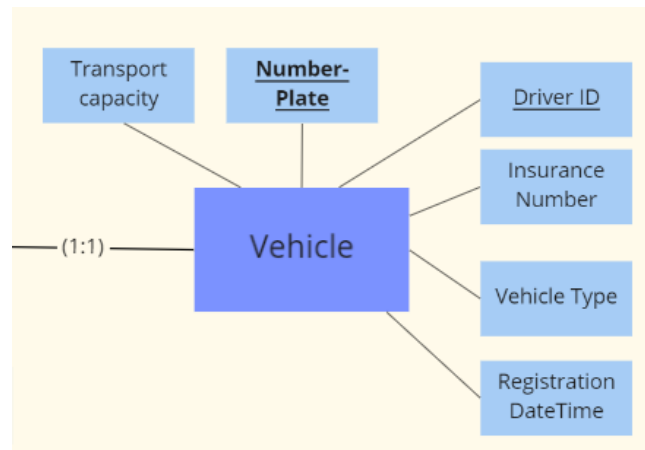 Transport
capacity
Number-
Plate
Driver ID
Insurance
Number
(1:1)
Vehicle
Vehicle Type
Registration
DateTime